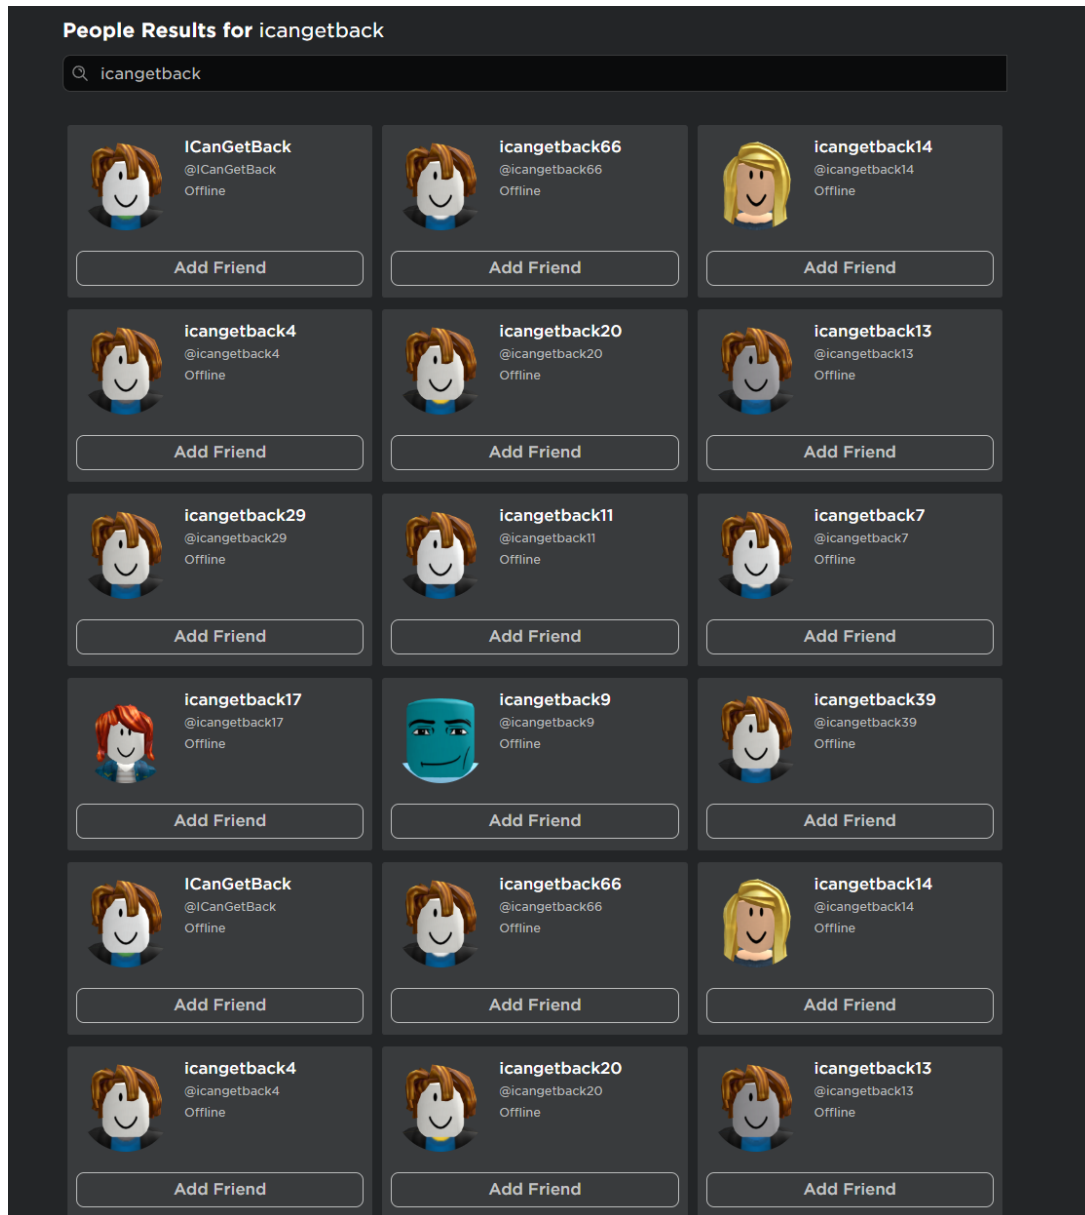 People Results for icangetback
icangetback
ICanGetBack
@ICanGetBack
Offline
Add Friend
icangetback66
@icangetback66
Offline
Add Friend
icangetback14
@icangetback14
Offline
Add Friend
icangetback4
@icangetback4
Offline
Add Friend
icangetback20
@icangetback20
Offline
Add Friend
icangetback13
@icangetback13
Offline
Add Friend
icangetback29
@icangetback29
Offline
Add Friend
icangetback11
@icangetback11
Offline
Add Friend
icangetback7
@icangetback7
Offline
Add Friend
icangetback17
@icangetback17
Offline
Add Friend
icangetback9
@icangetback9
Offline
Add Friend
icangetback39
@icangetback39
Offline
Add Friend
ICanGetBack
@ICanGetBack
Offline
Add Friend
icangetback66
@icangetback66
Offline
Add Friend
icangetback14
@icangetback14
Offline
Add Friend
icangetback4
@icangetback4
Offline
Add Friend
icangetback20
@icangetback20
Offline
Add Friend
icangetback13
@icangetback13
Offline
Add Friend